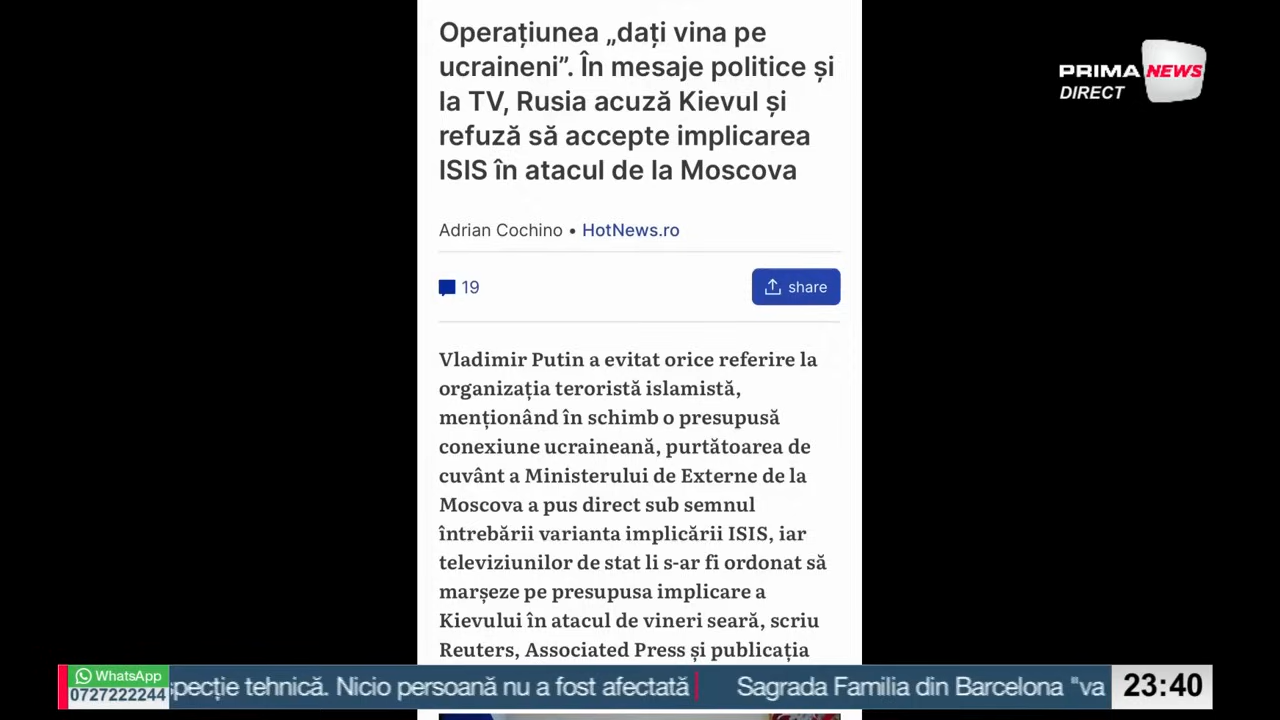 Operațiunea „dați vina pe
ucraineni”. În mesaje politice și
la TV, Rusia acuză Kievul și
refuză să accepte implicarea
ISIS în atacul de la Moscova
PRIMA NEWS
DIRECT
Adrian Cochino • HotNews.ro
19
share
Vladimir Putin a evitat orice referire la
organizația teroristă islamistă,
menționând în schimb o presupusă
conexiune ucraineană, purtătoarea de
cuvânt a Ministerului de Externe de la
Moscova a pus direct sub semnul
întrebării varianta implicării ISIS, iar
televiziunilor de stat li s-ar fi ordonat să
marșeze pe presupusa implicare a
Kievului în atacul de vineri seară, scriu
Reuters, Associated Press și publicația
WhatsApp
0727222244
specție tehnică. Nicio persoană nu a fost afectată
Sagrada Familia din Barcelona "va
23:40